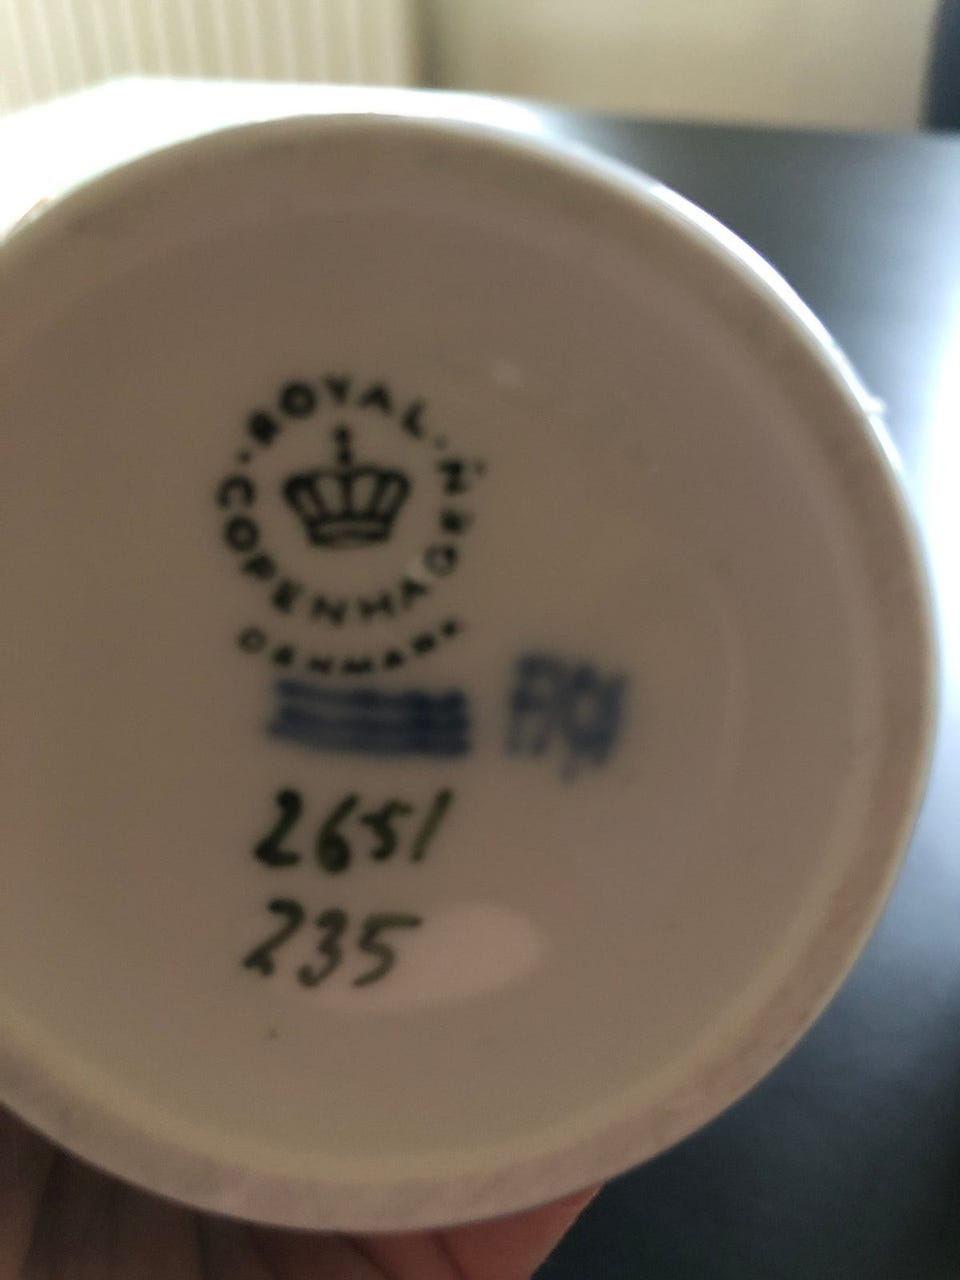 ROYAL
COPENHAGEN
DENMARK
2651
235